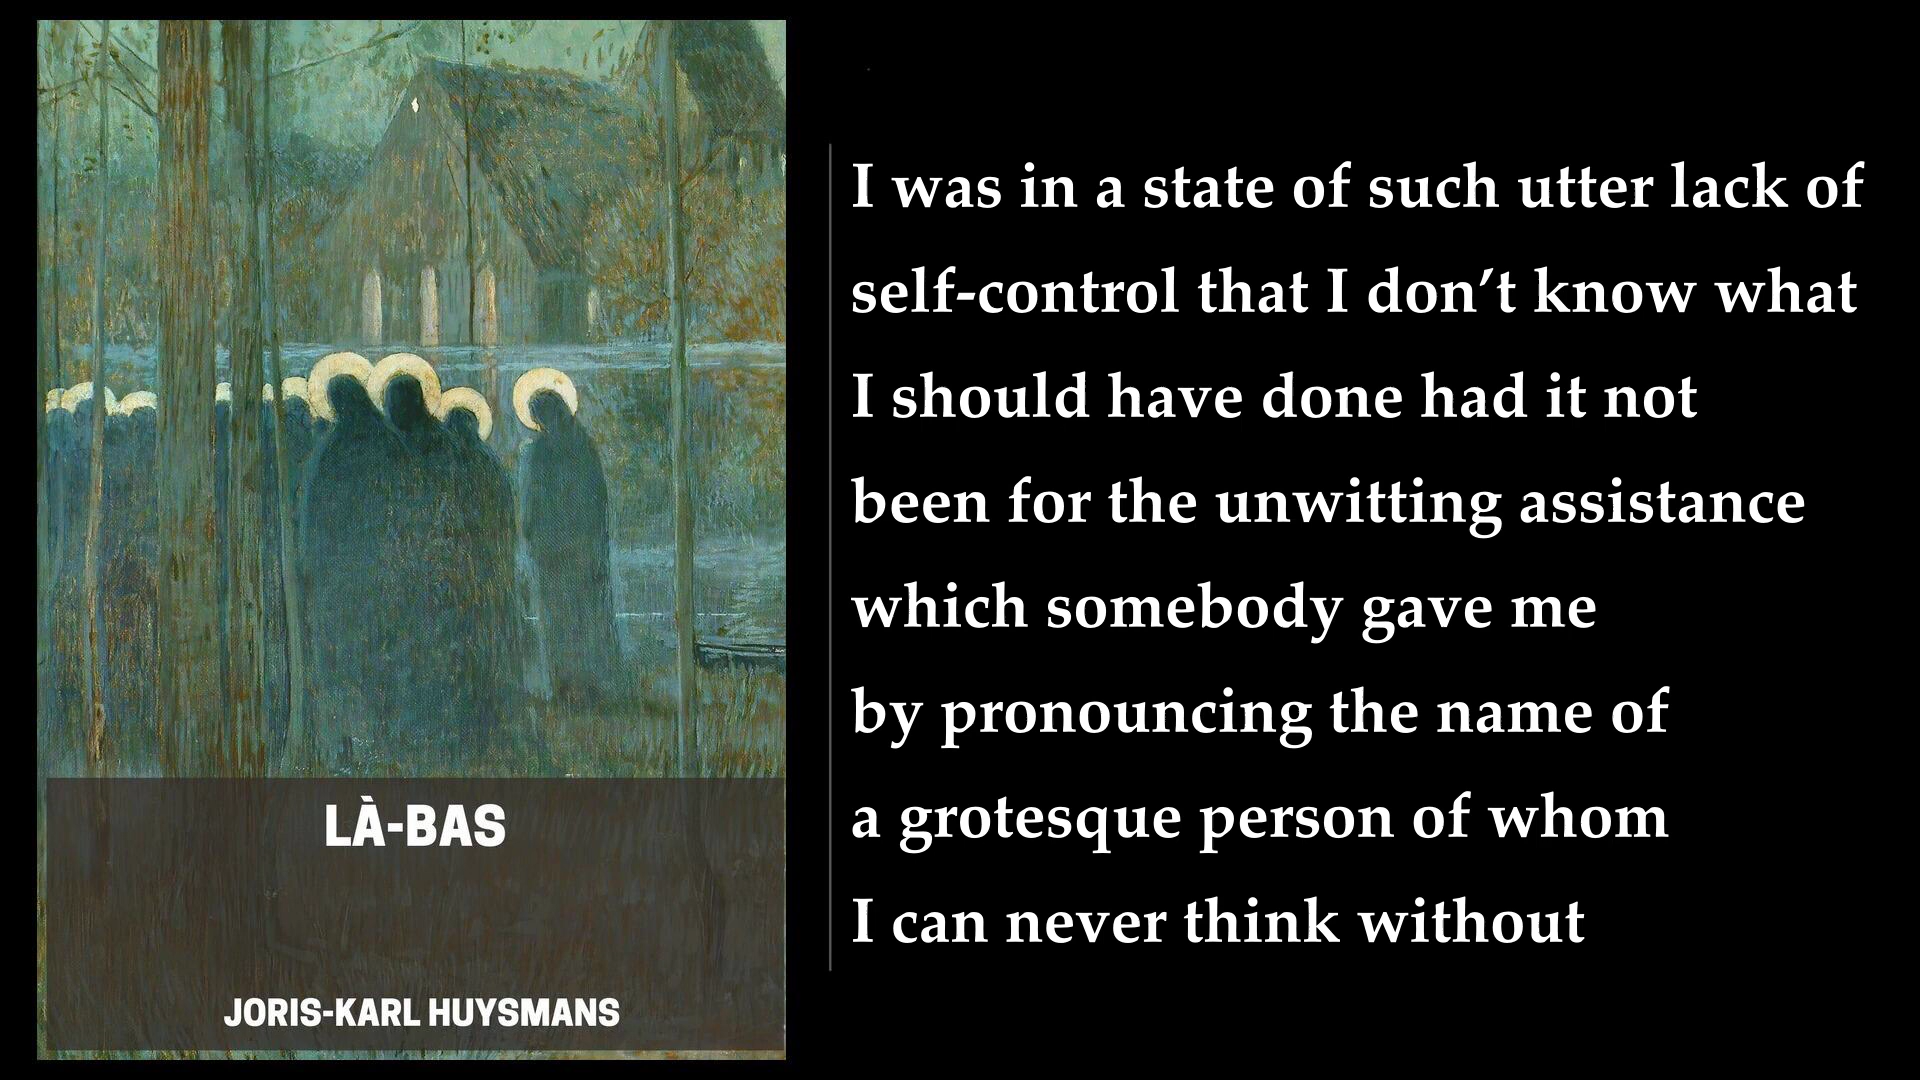 LÀ-BAS
JORIS-KARL HUYSMANS
I was in a state of such utter lack of
self-control that I don’t know what
I should have done had it not
been for the unwitting assistance
which somebody gave me
by pronouncing the name of
a grotesque person of whom
I can never think without